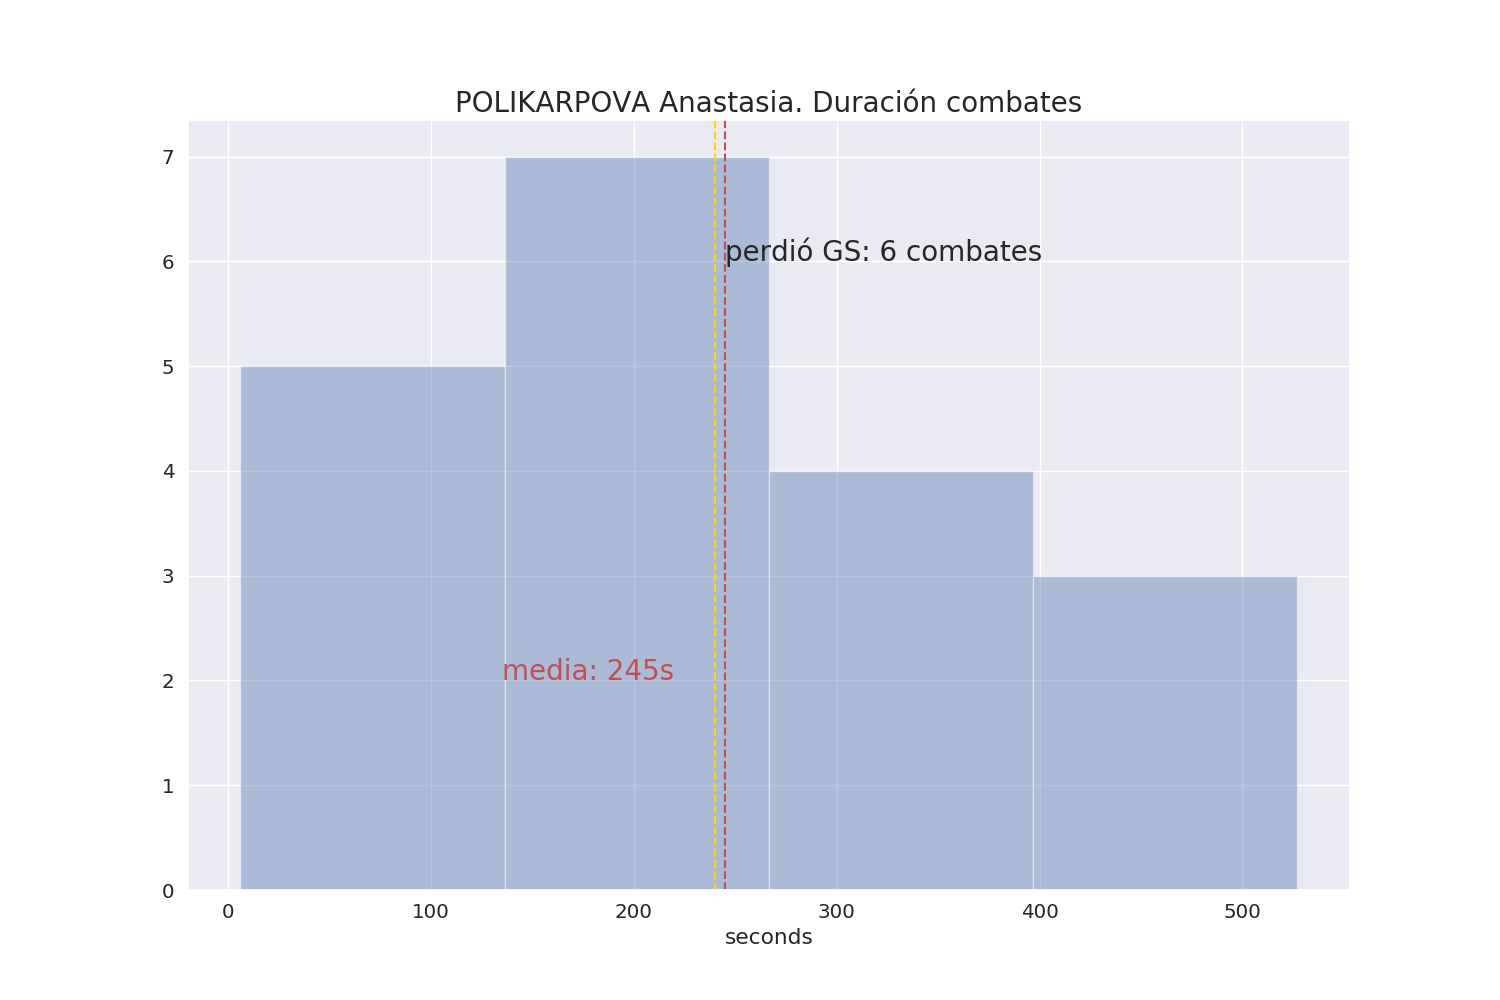 POLIKARPOVA Anastasia. Duración combates
7
6
5
4
3
2
1
0
perdió GS: 6 combates
media: 245s
0 100 200 300 400 500
seconds